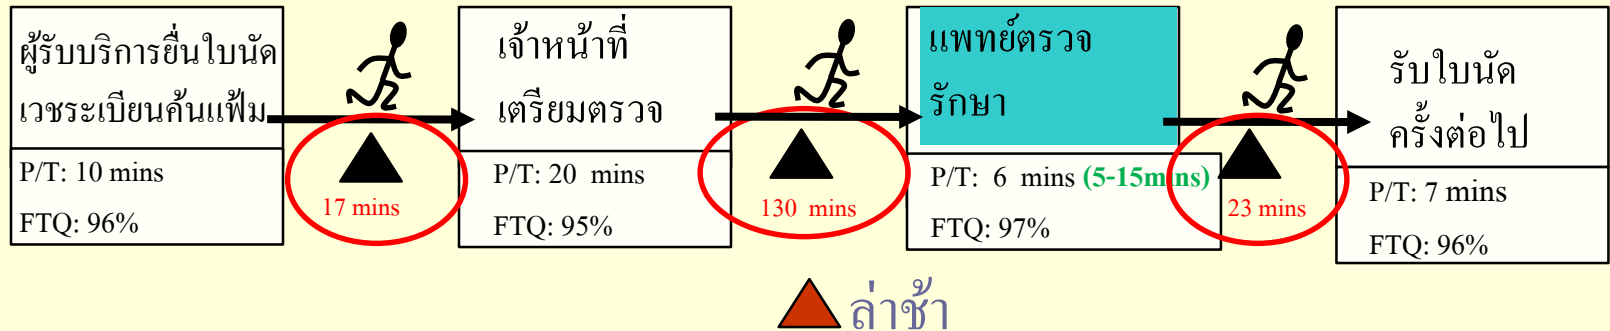 ผู้รับบริการยื่นใบนัด
เวชระเบียนค้นแฟ้ม
P/T: 10 mins
FTQ: 96%
17 mins
เจ้าหน้าที่
เตรียมตรวจ
P/T: 20 mins
FTQ: 95%
130 mins
แพทย์ตรวจ
รักษา
P/T: 6 mins (5-15mins)
FTQ: 97%
23 mins
รับใบนัด
ครั้งต่อไป
P/T: 7 mins
FTQ: 96%
ล่าช้า